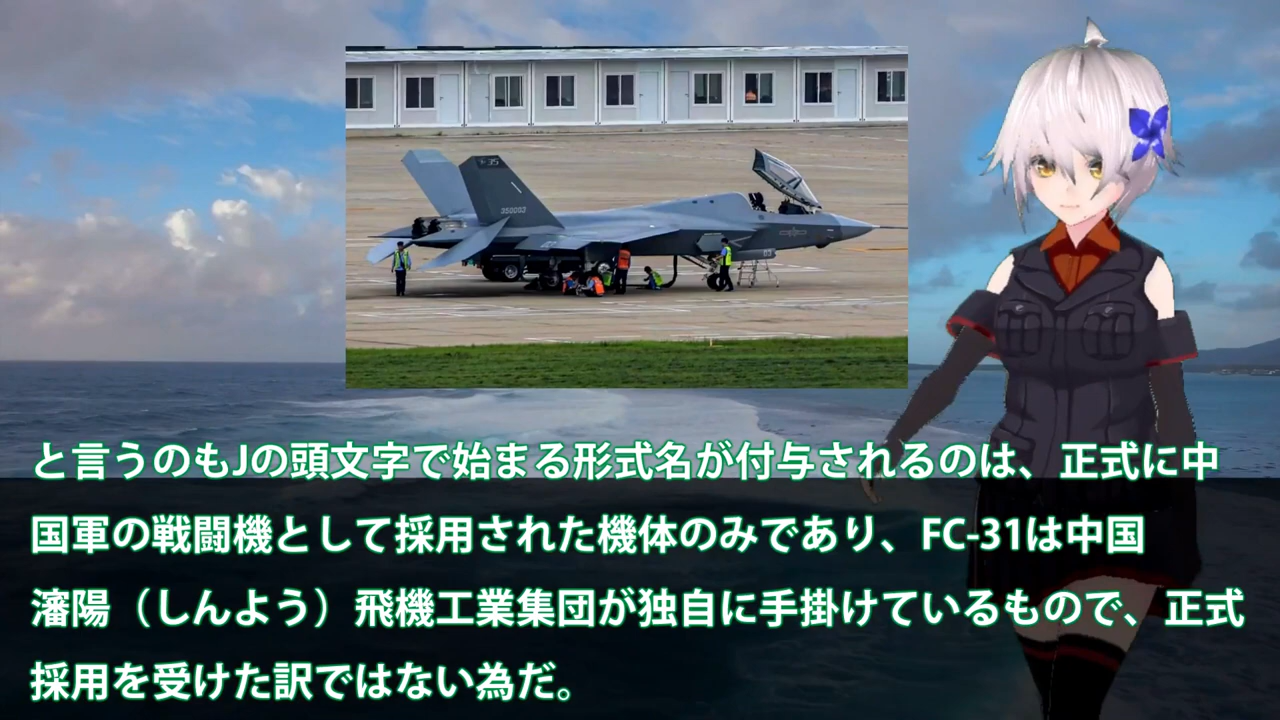 35
350003
03
と言うのもJの頭文字で始まる形式名が付与されるのは、正式に中
国軍の戦闘機として採用された機体のみであり、FC-31は中国
瀋陽（しんよう）飛機工業集団が独自に手掛けているもので、正式
採用を受けた訳ではない為だ。